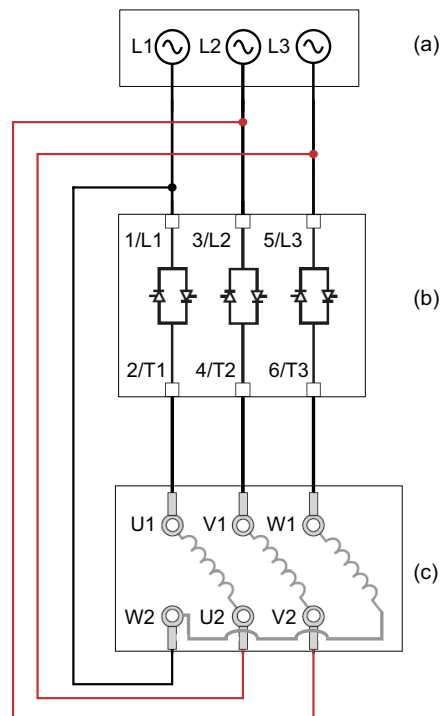 L1 L2 L3 (a)
1/L1 3/L2 5/L3
(b)
2/T1 4/T2 6/T3
U1 V1 W1
(c)
W2 U2 V2